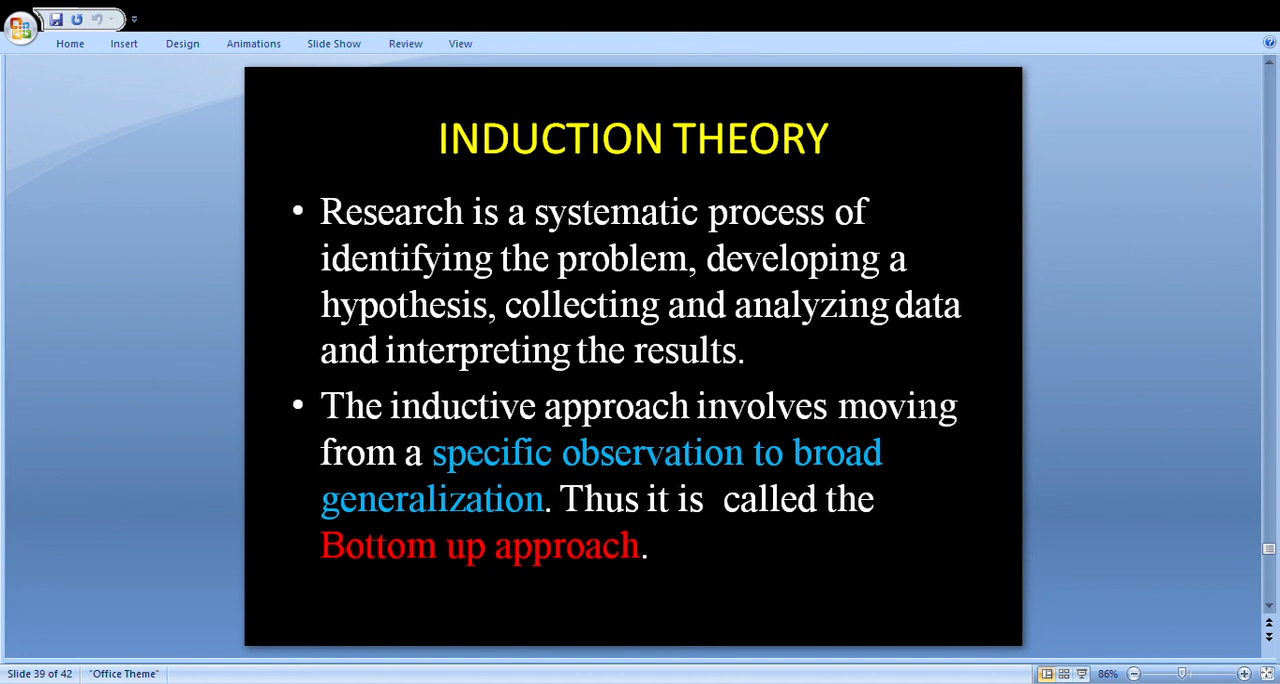 Home Insert Design Animations Slide Show Review View
INDUCTION THEORY
• Research is a systematic process of
identifying the problem, developing a
hypothesis, collecting and analyzing data
and interpreting the results.
• The inductive approach involves moving
from a specific observation to broad
generalization. Thus it is called the
Bottom up approach.
Slide 39 of 42 "Office Theme" 86%